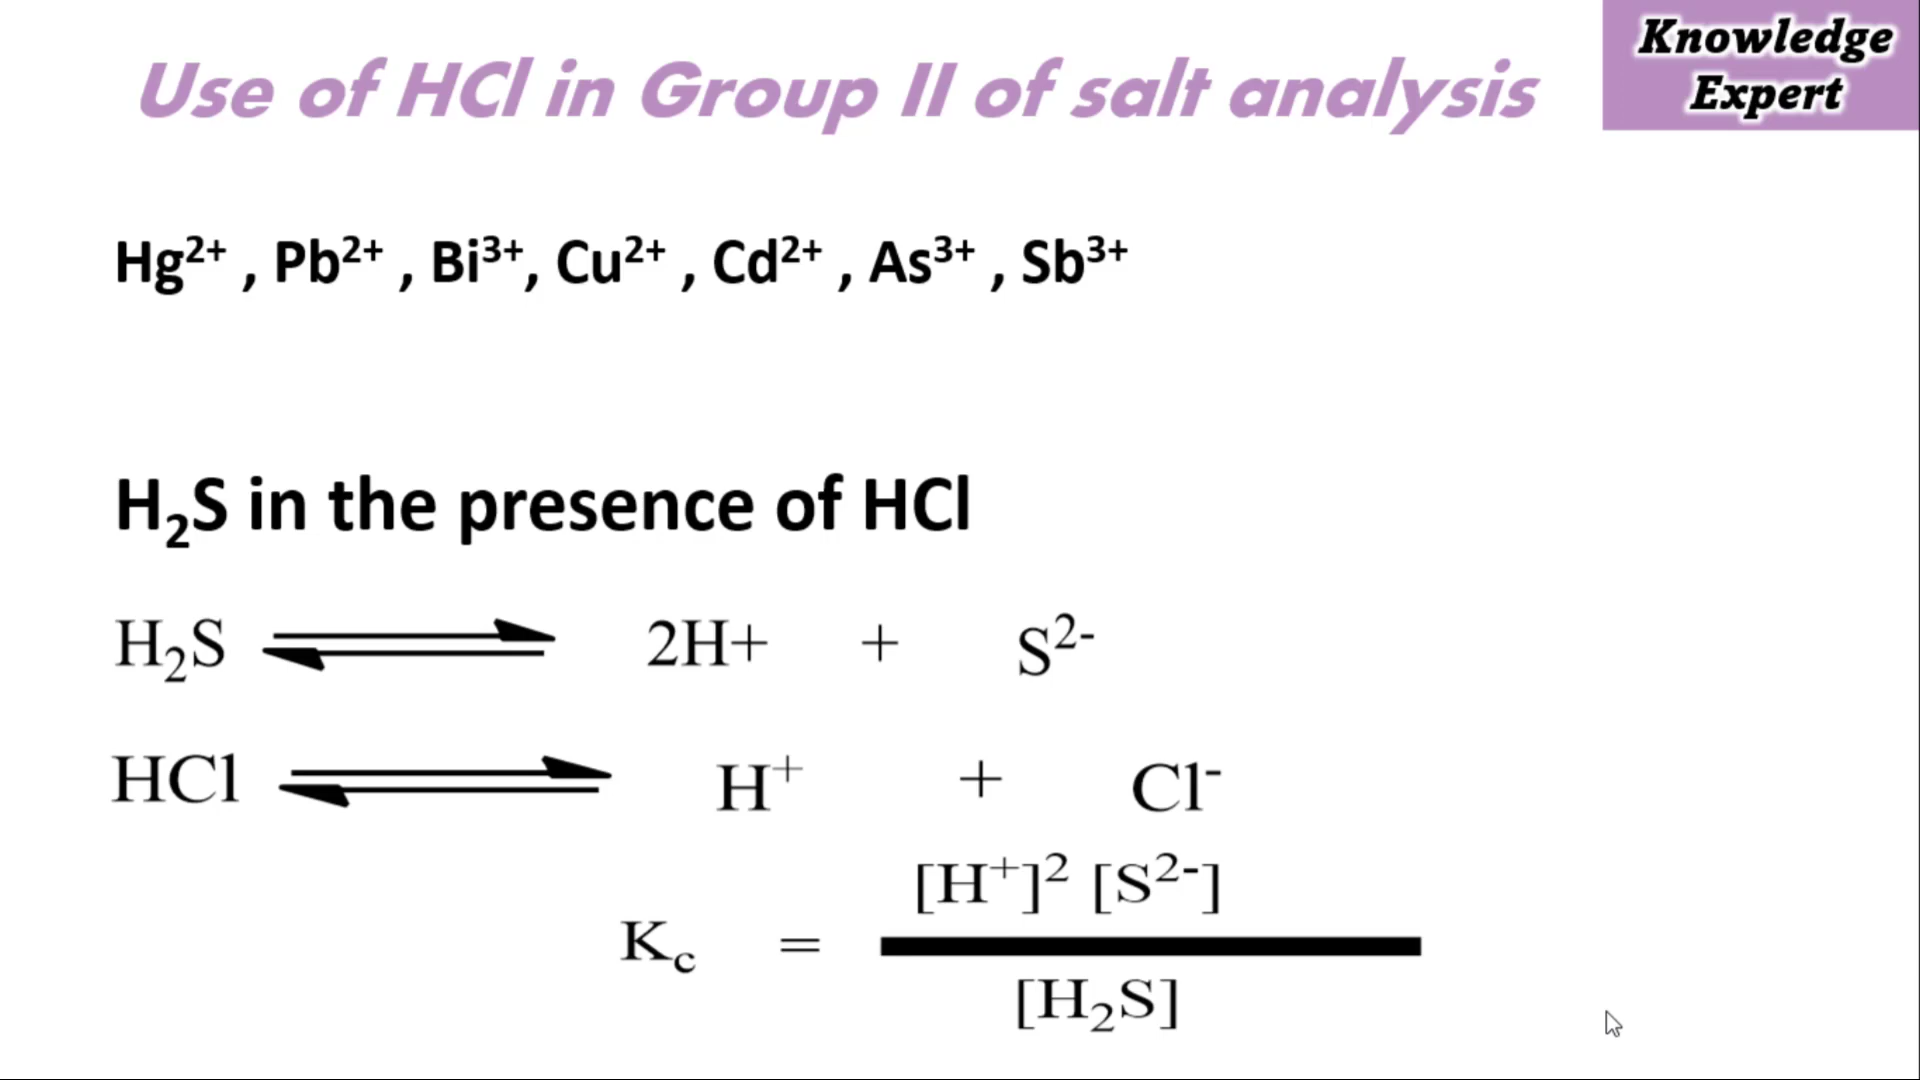 Use of HCl in Group II of salt analysis
Knowledge
Expert
Hg²⁺ , Pb²⁺ , Bi³⁺, Cu²⁺ , Cd²⁺ , As³⁺ , Sb³⁺
H₂S in the presence of HCl
H₂S ⇌ 2H+ + S²⁻
HCl ⇌ H⁺ + Cl⁻
[H⁺]² [S²⁻]
K_c =
[H₂S]